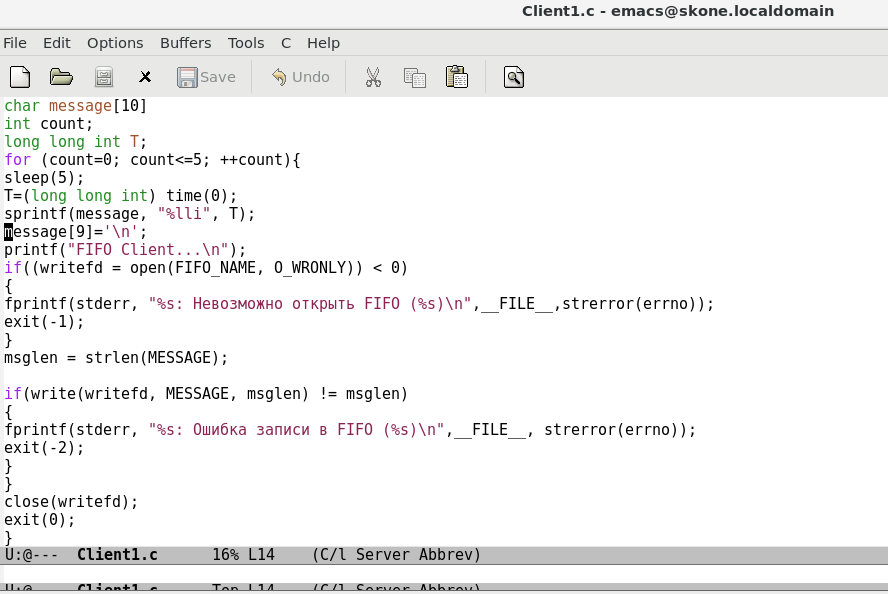 Client1.c - emacs@skone.localdomain
File Edit Options Buffers Tools C Help
Save Undo
char message[10]
int count;
long long int T;
for (count=0; count<=5; ++count){
sleep(5);
T=(long long int) time(0);
sprintf(message, "%lli", T);
message[9]='\n';
printf("FIFO Client...\n");
if((writefd = open(FIFO_NAME, O_WRONLY)) < 0)
{
fprintf(stderr, "%s: Невозможно открыть FIFO (%s)\n",__FILE__,strerror(errno));
exit(-1);
}
msglen = strlen(MESSAGE);
if(write(writefd, MESSAGE, msglen) != msglen)
{
fprintf(stderr, "%s: Ошибка записи в FIFO (%s)\n",__FILE__, strerror(errno));
exit(-2);
}
}
close(writefd);
exit(0);
}
U:@--- Client1.c 16% L14 (C/l Server Abbrev)
U:@--- Client1.c Top L14 (C/l Server Abbrev)